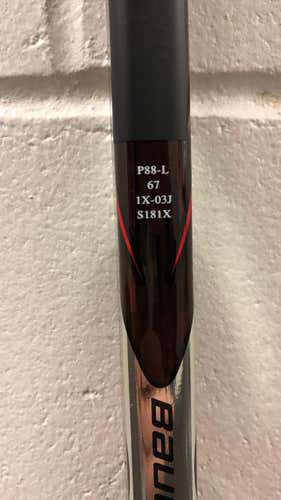 P88-L
67
1X-03J
S181X
BAU